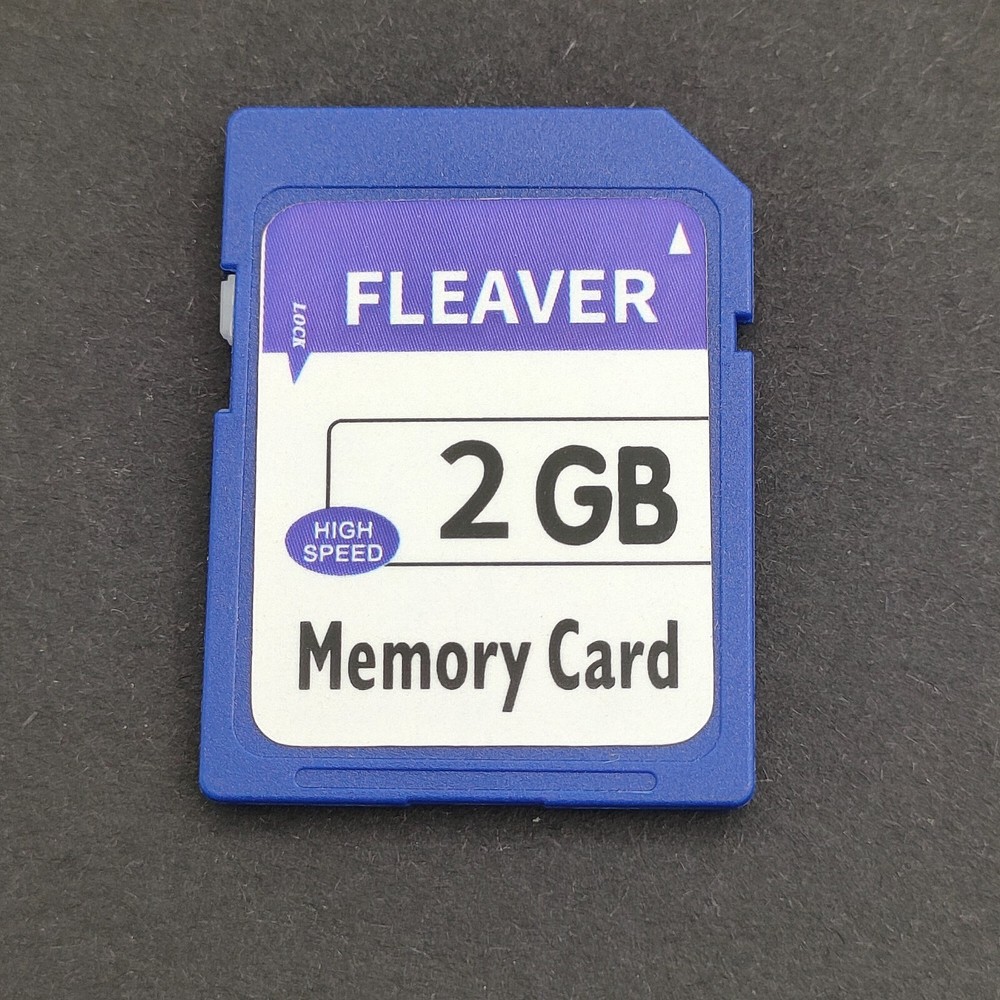 FLEAVER
LOCK
2 GB
HIGH
SPEED
Memory Card